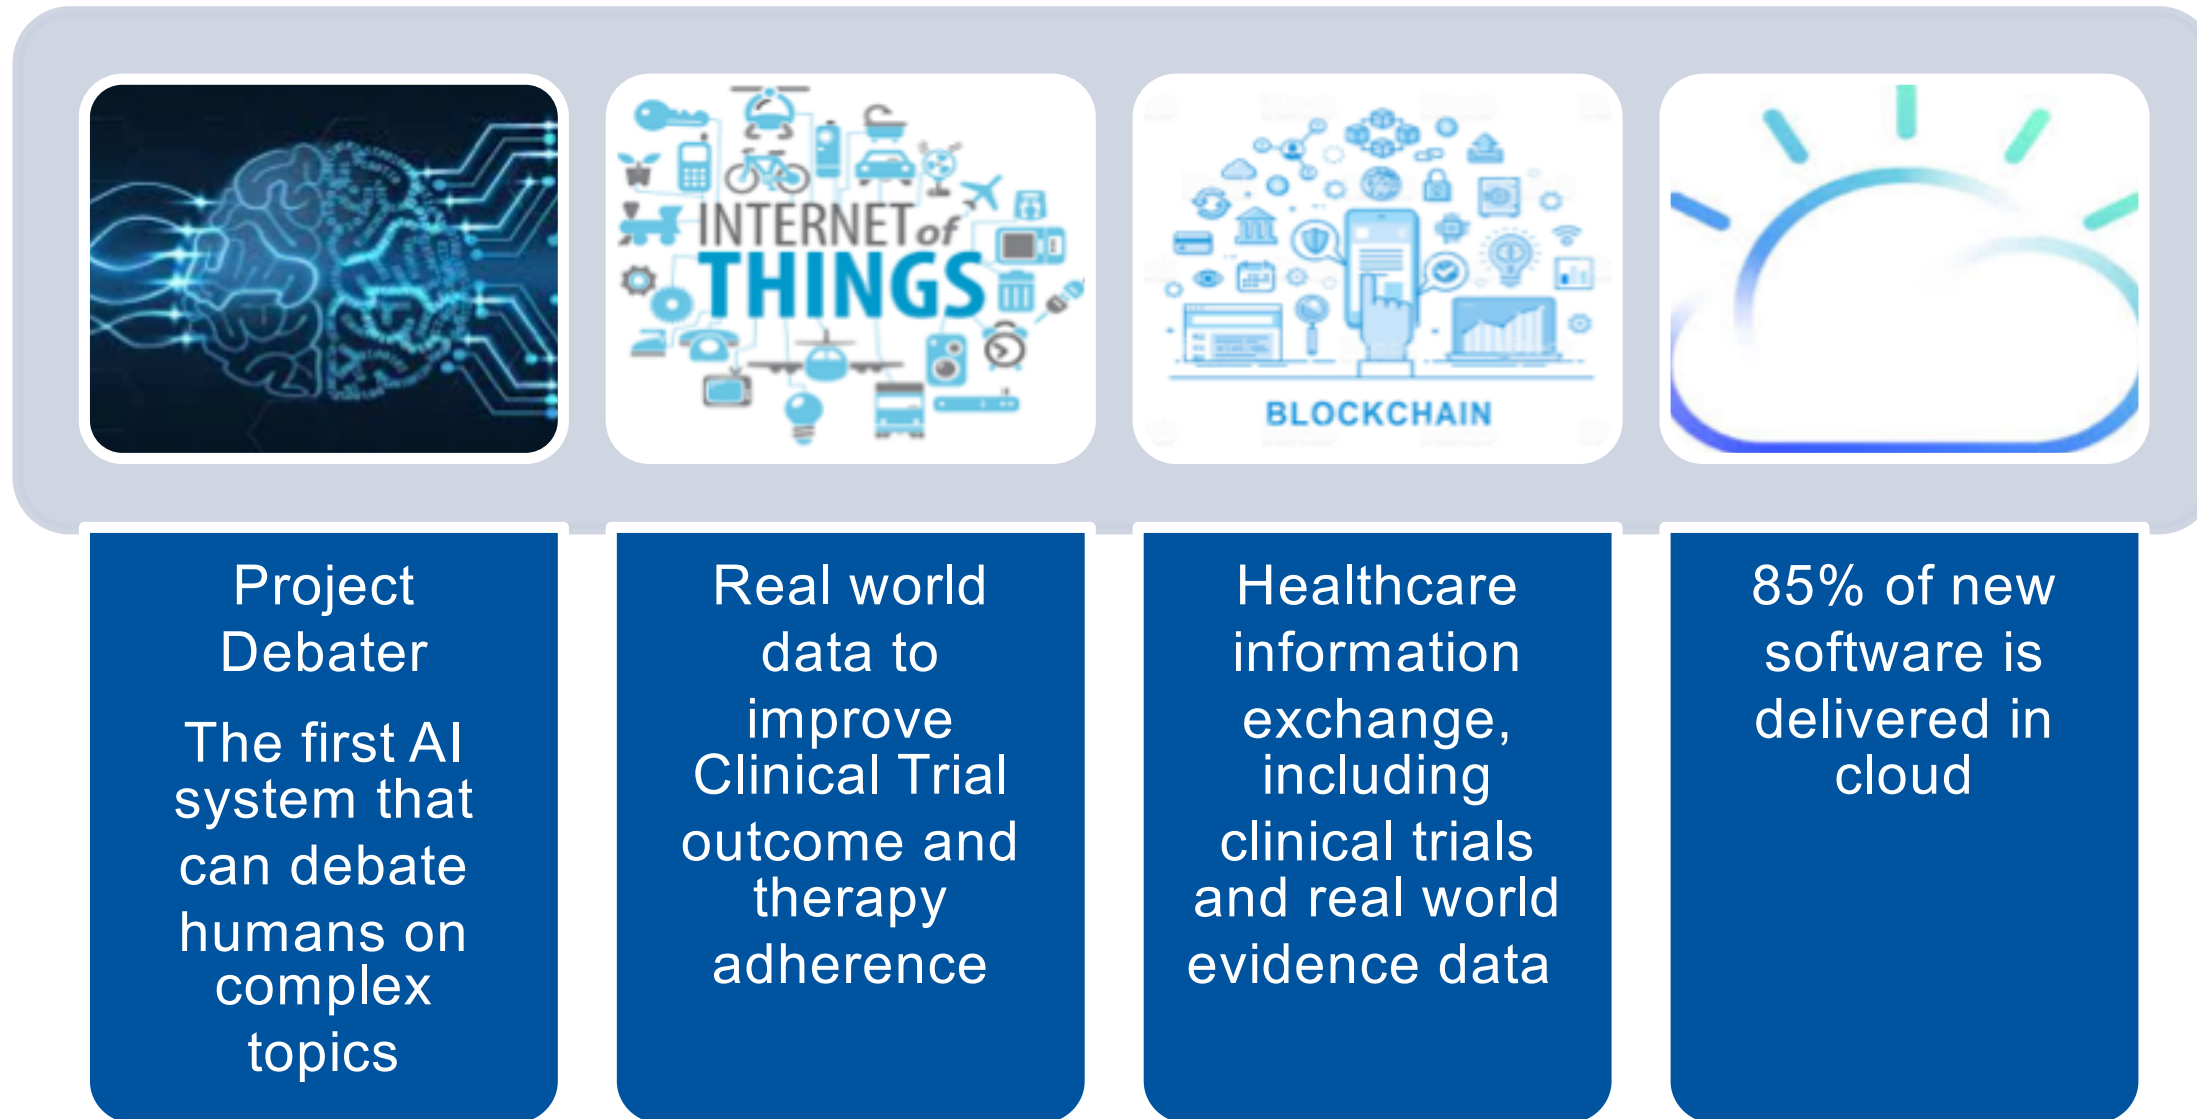 INTERNET of
THINGS
BLOCKCHAIN
Project
Debater
The first AI
system that
can debate
humans on
complex
topics
Real world
data to
improve
Clinical Trial
outcome and
therapy
adherence
Healthcare
information
exchange,
including
clinical trials
and real world
evidence data
85% of new
software is
delivered in
cloud